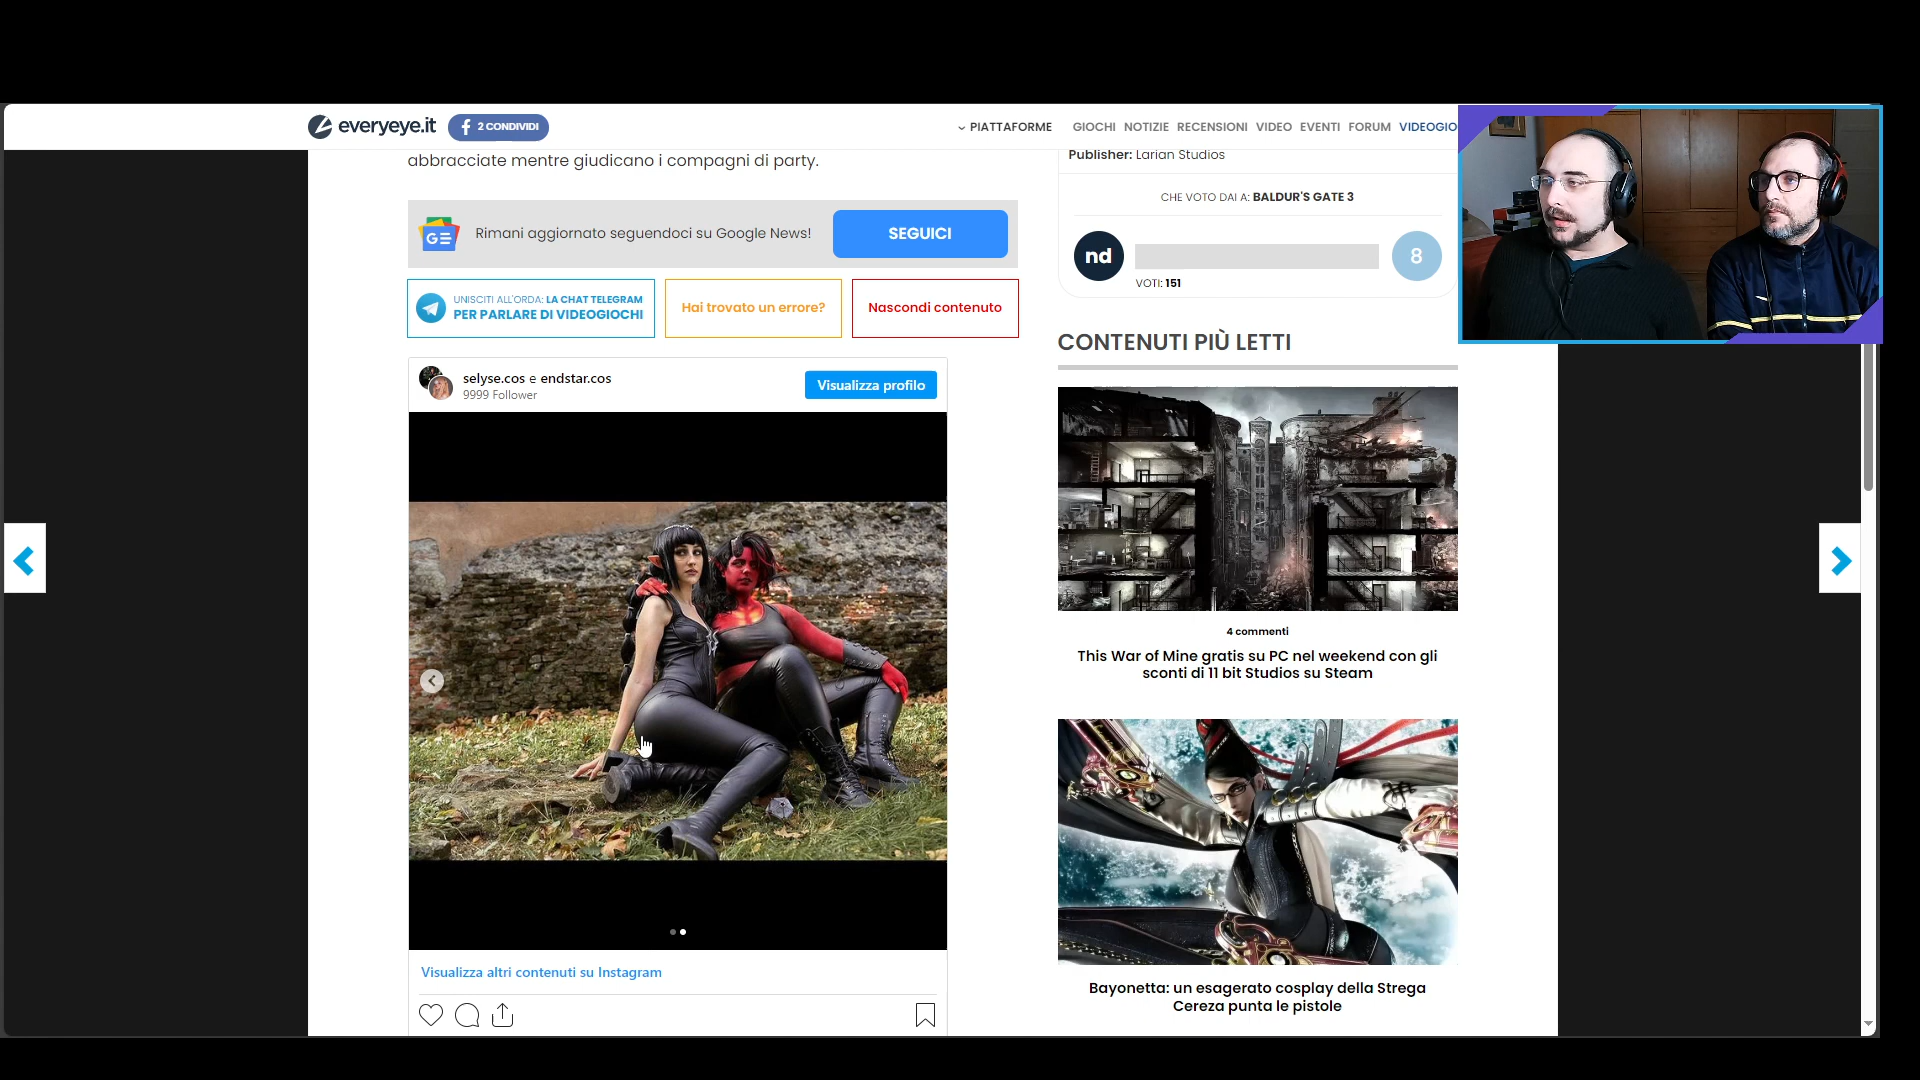 everyeye.it
2 CONDIVIDI
PIATTAFORME
GIOCHI NOTIZIE RECENSIONI VIDEO EVENTI FORUM VIDEOGIO
abbracciate mentre giudicano i compagni di party.
GE
Rimani aggiornato seguendoci su Google News!
SEGUICI
UNISCITI ALL'ORDA: LA CHAT TELEGRAM
PER PARLARE DI VIDEOGIOCHI
Hai trovato un errore?
Nascondi contenuto
selyse.cos e endstar.cos
9999 Follower
Visualizza profilo
Visualizza altri contenuti su Instagram
Publisher: Larian Studios
CHE VOTO DAI A: BALDUR'S GATE 3
nd
8
VOTI: 151
CONTENUTI PIÙ LETTI
4 commenti
This War of Mine gratis su PC nel weekend con gli
sconti di 11 bit Studios su Steam
Bayonetta: un esagerato cosplay della Strega
Cereza punta le pistole